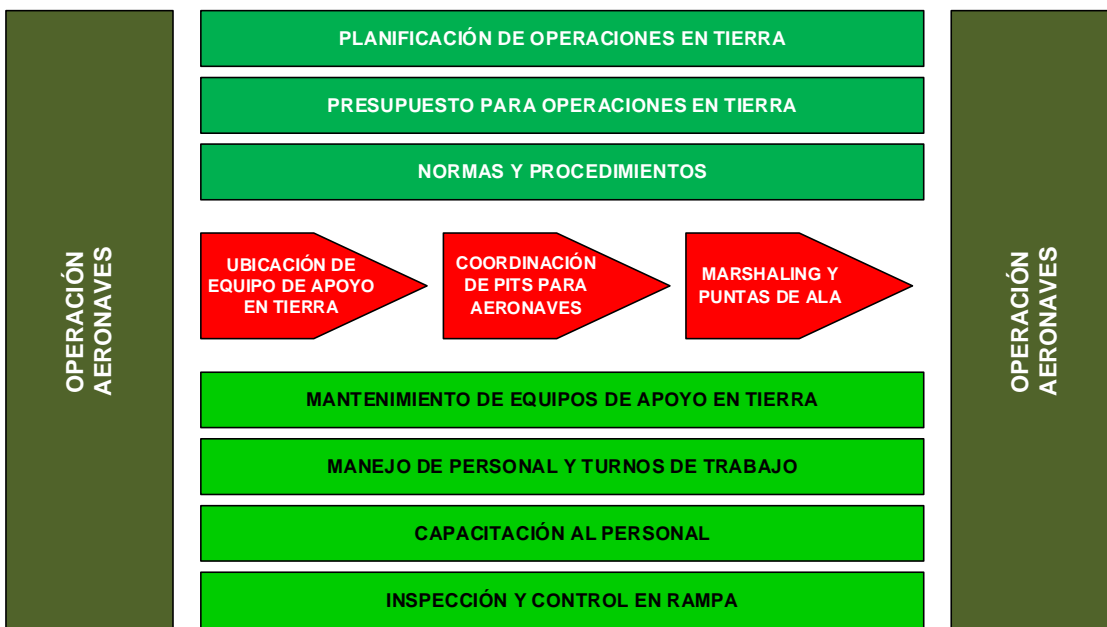 OPERACIÓN
AERONAVES
PLANIFICACIÓN DE OPERACIONES EN TIERRA
PRESUPUESTO PARA OPERACIONES EN TIERRA
NORMAS Y PROCEDIMIENTOS
UBICACIÓN DE
EQUIPO DE APOYO
EN TIERRA
COORDINACIÓN
DE PITS PARA
AERONAVES
MARSHALING Y
PUNTAS DE ALA
MANTENIMIENTO DE EQUIPOS DE APOYO EN TIERRA
MANEJO DE PERSONAL Y TURNOS DE TRABAJO
CAPACITACIÓN AL PERSONAL
INSPECCIÓN Y CONTROL EN RAMPA
OPERACIÓN
AERONAVES